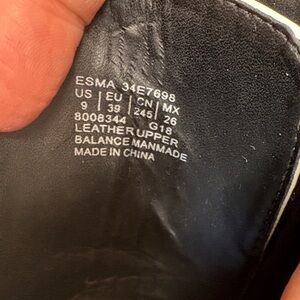 ESMA 34E7698
US | EU | CN | MX
9 | 39 | 245 | 26
8008344 G18
LEATHER UPPER
BALANCE MANMADE
MADE IN CHINA